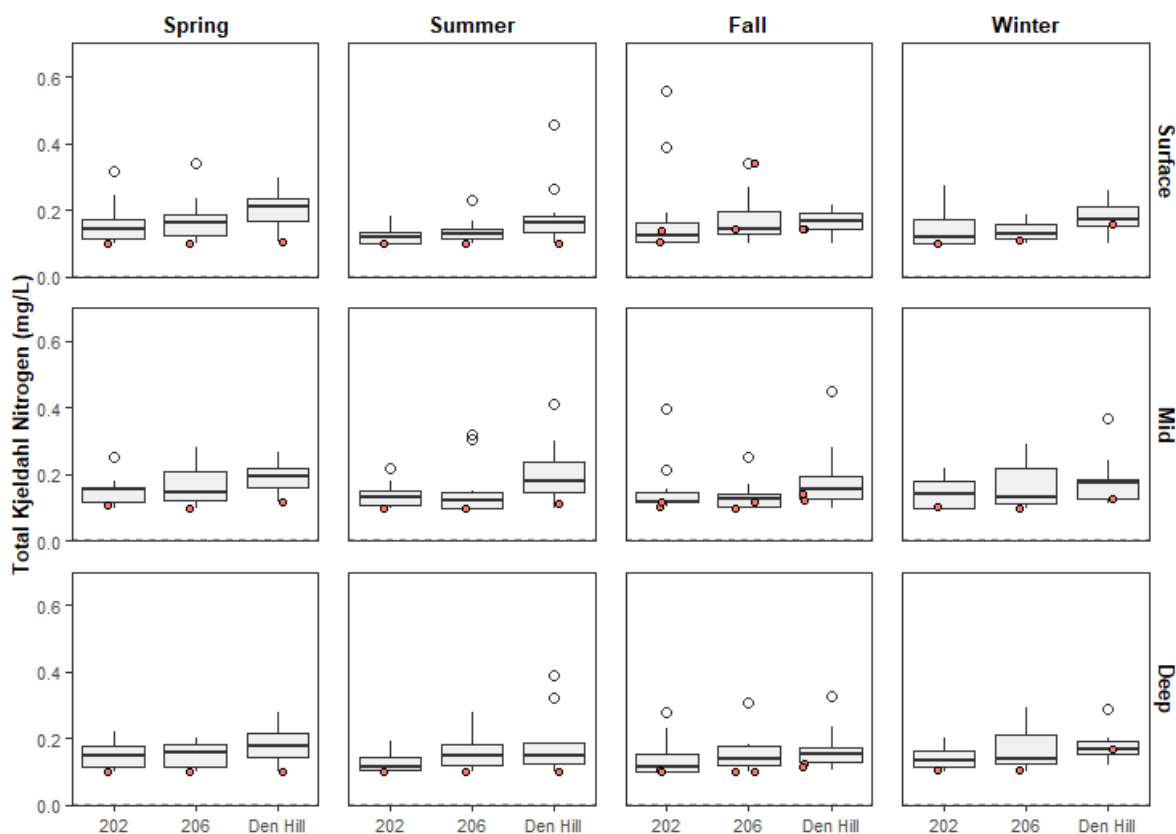 Spring Summer Fall Winter
Total Kjeldahl Nitrogen (mg/L)
0.6
0.4
0.2
0.0
Surface
0.6
0.4
0.2
0.0
Mid
0.6
0.4
0.2
0.0
Deep
202 206 Den Hill 202 206 Den Hill 202 206 Den Hill 202 206 Den Hill